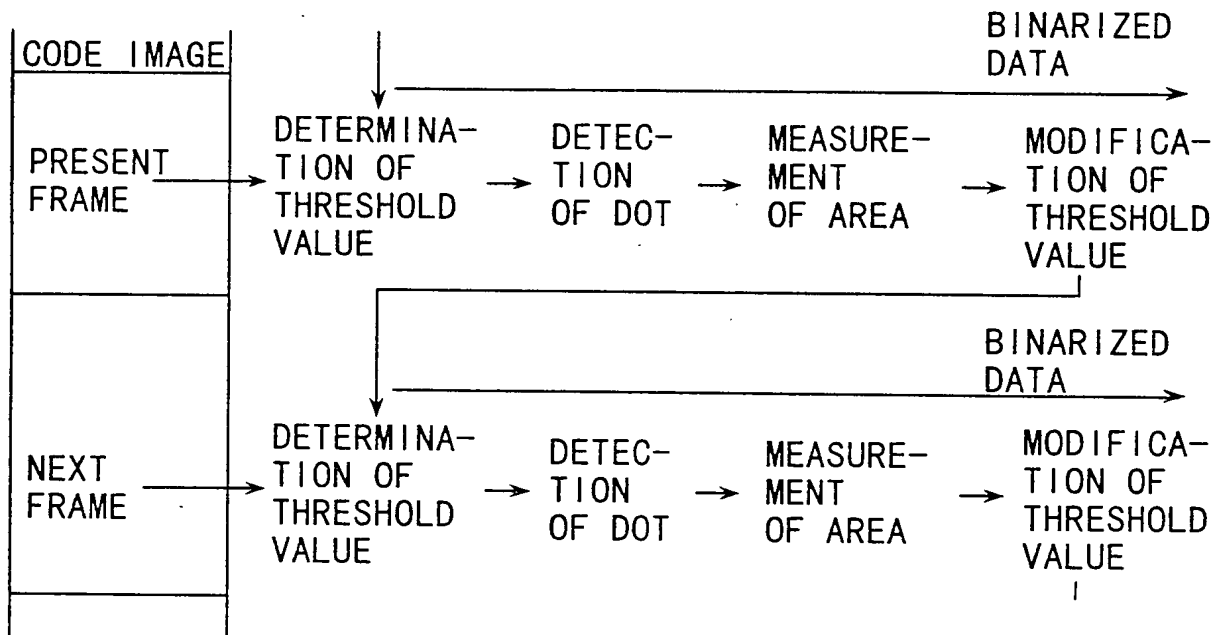 CODE IMAGE
BINARIZED
DATA
PRESENT
FRAME
DETERMINA-
TION OF
THRESHOLD
VALUE
DETEC-
TION
OF DOT
MEASURE-
MENT
OF AREA
MODIFICA-
TION OF
THRESHOLD
VALUE
BINARIZED
DATA
NEXT
FRAME
DETERMINA-
TION OF
THRESHOLD
VALUE
DETEC-
TION
OF DOT
MEASURE-
MENT
OF AREA
MODIFICA-
TION OF
THRESHOLD
VALUE